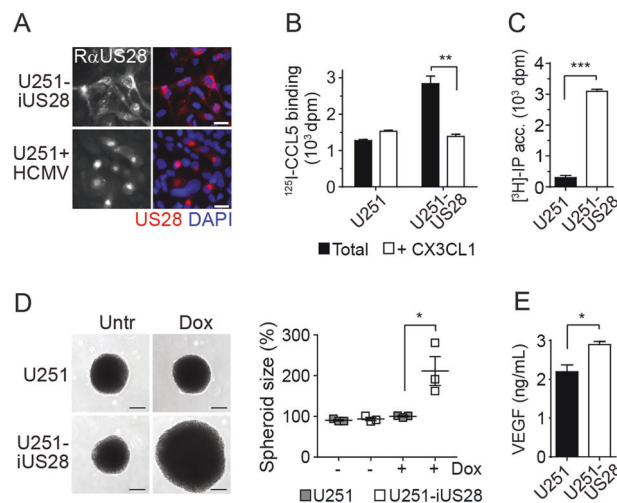 A
RαUS28
U251-
iUS28
U251+
HCMV
US28 DAPI
B
**
¹²⁵I-CCL5 binding
(10³ dpm)
3
2
1
0
U251
U251-
US28
Total + CX3CL1
C
***
[³H]-IP acc. (10³ dpm)
4
3
2
1
0
U251
U251-
US28
D
Untr Dox
U251
U251-
iUS28
*
Spheroid size (%)
300
200
100
0
- - + + Dox
U251 U251-iUS28
E
*
VEGF (ng/mL)
3
2
1
0
U251
U251-
US28